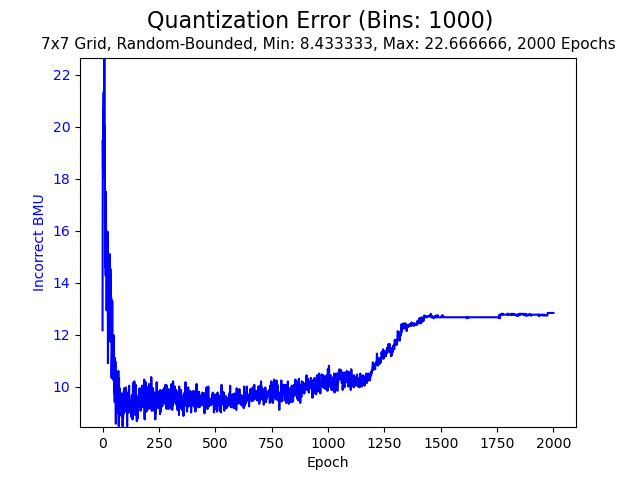 Quantization Error (Bins: 1000)
7x7 Grid, Random-Bounded, Min: 8.433333, Max: 22.666666, 2000 Epochs
22
20
18
16
14
12
10
Incorrect BMU
0 250 500 750 1000 1250 1500 1750 2000
Epoch